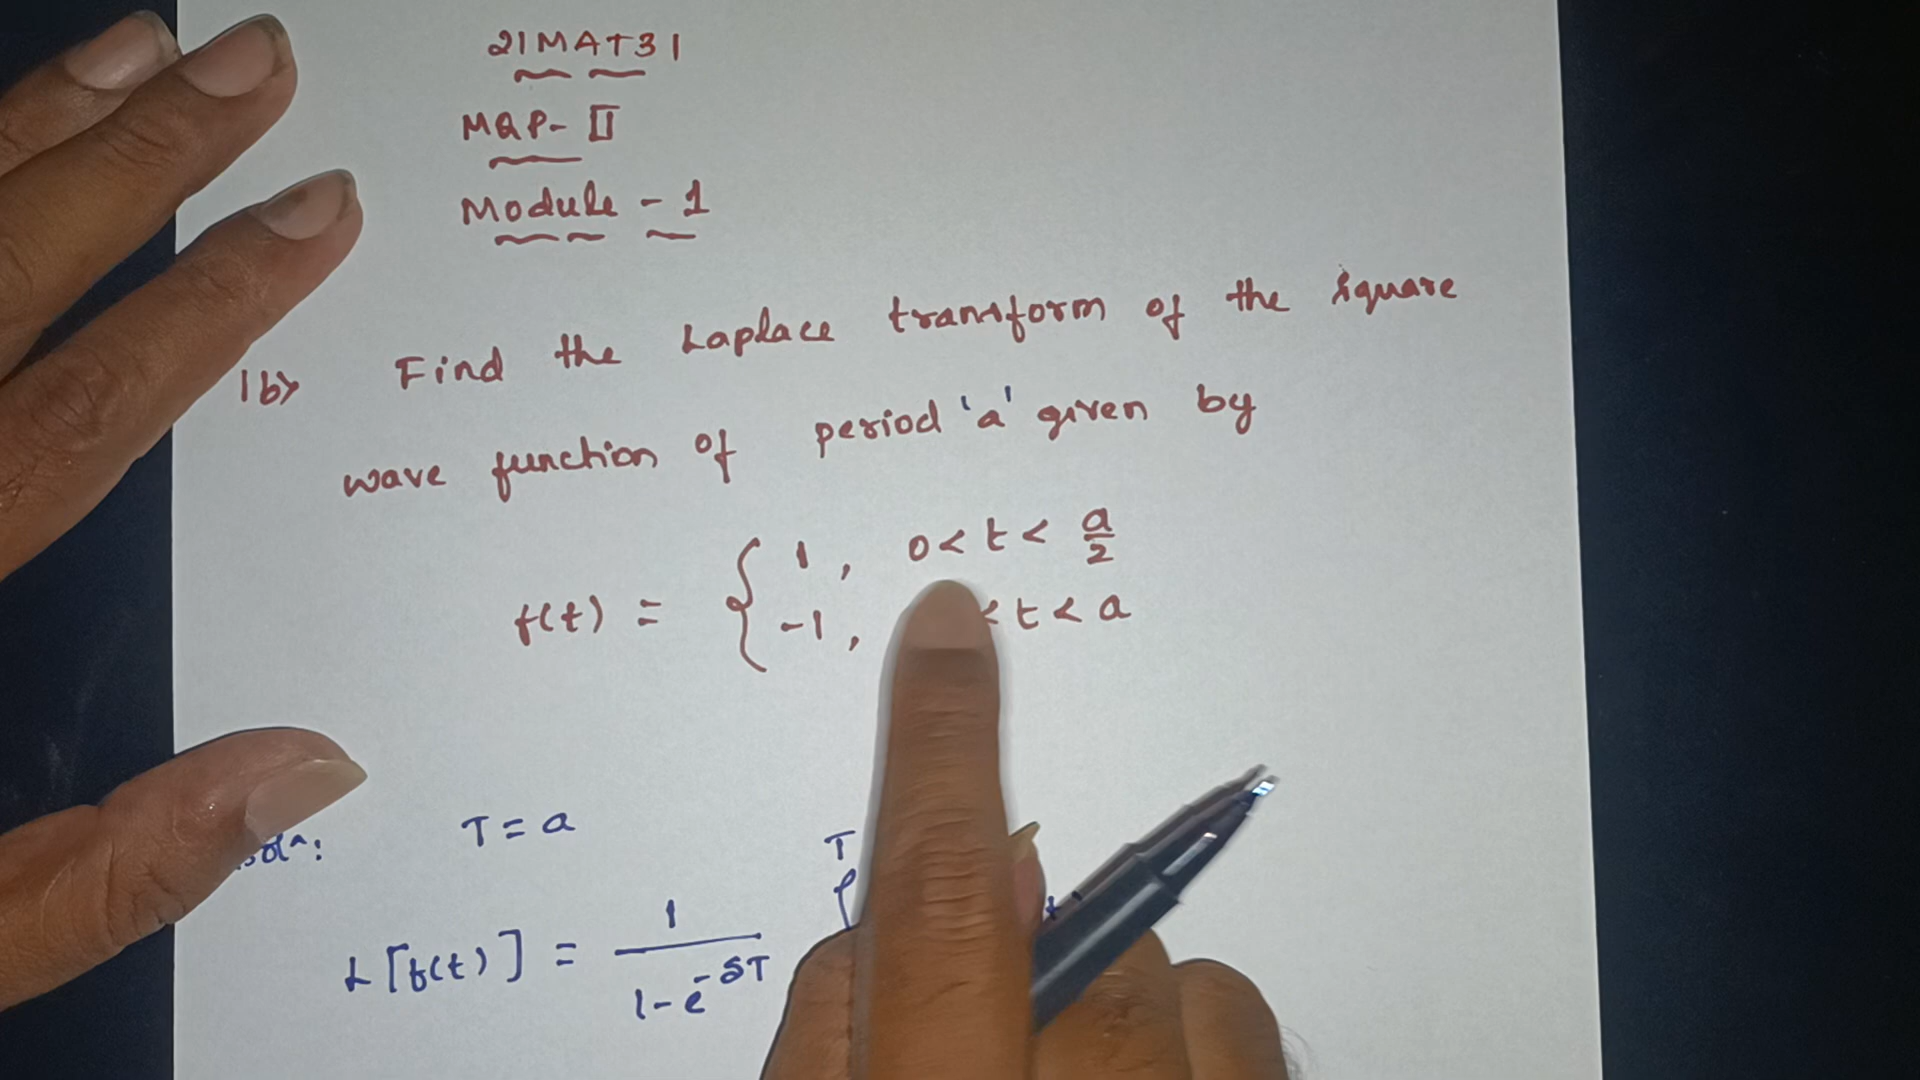 21MAT31
MQP-II
Module - 1
1b> Find the Laplace transform of the square
wave function of period 'a' given by
f(t) = { 1, 0 < t < a/2
-1, < t < a
soln: T = a
L[f(t)] = 1/(1-e^-sT) T ∫ t